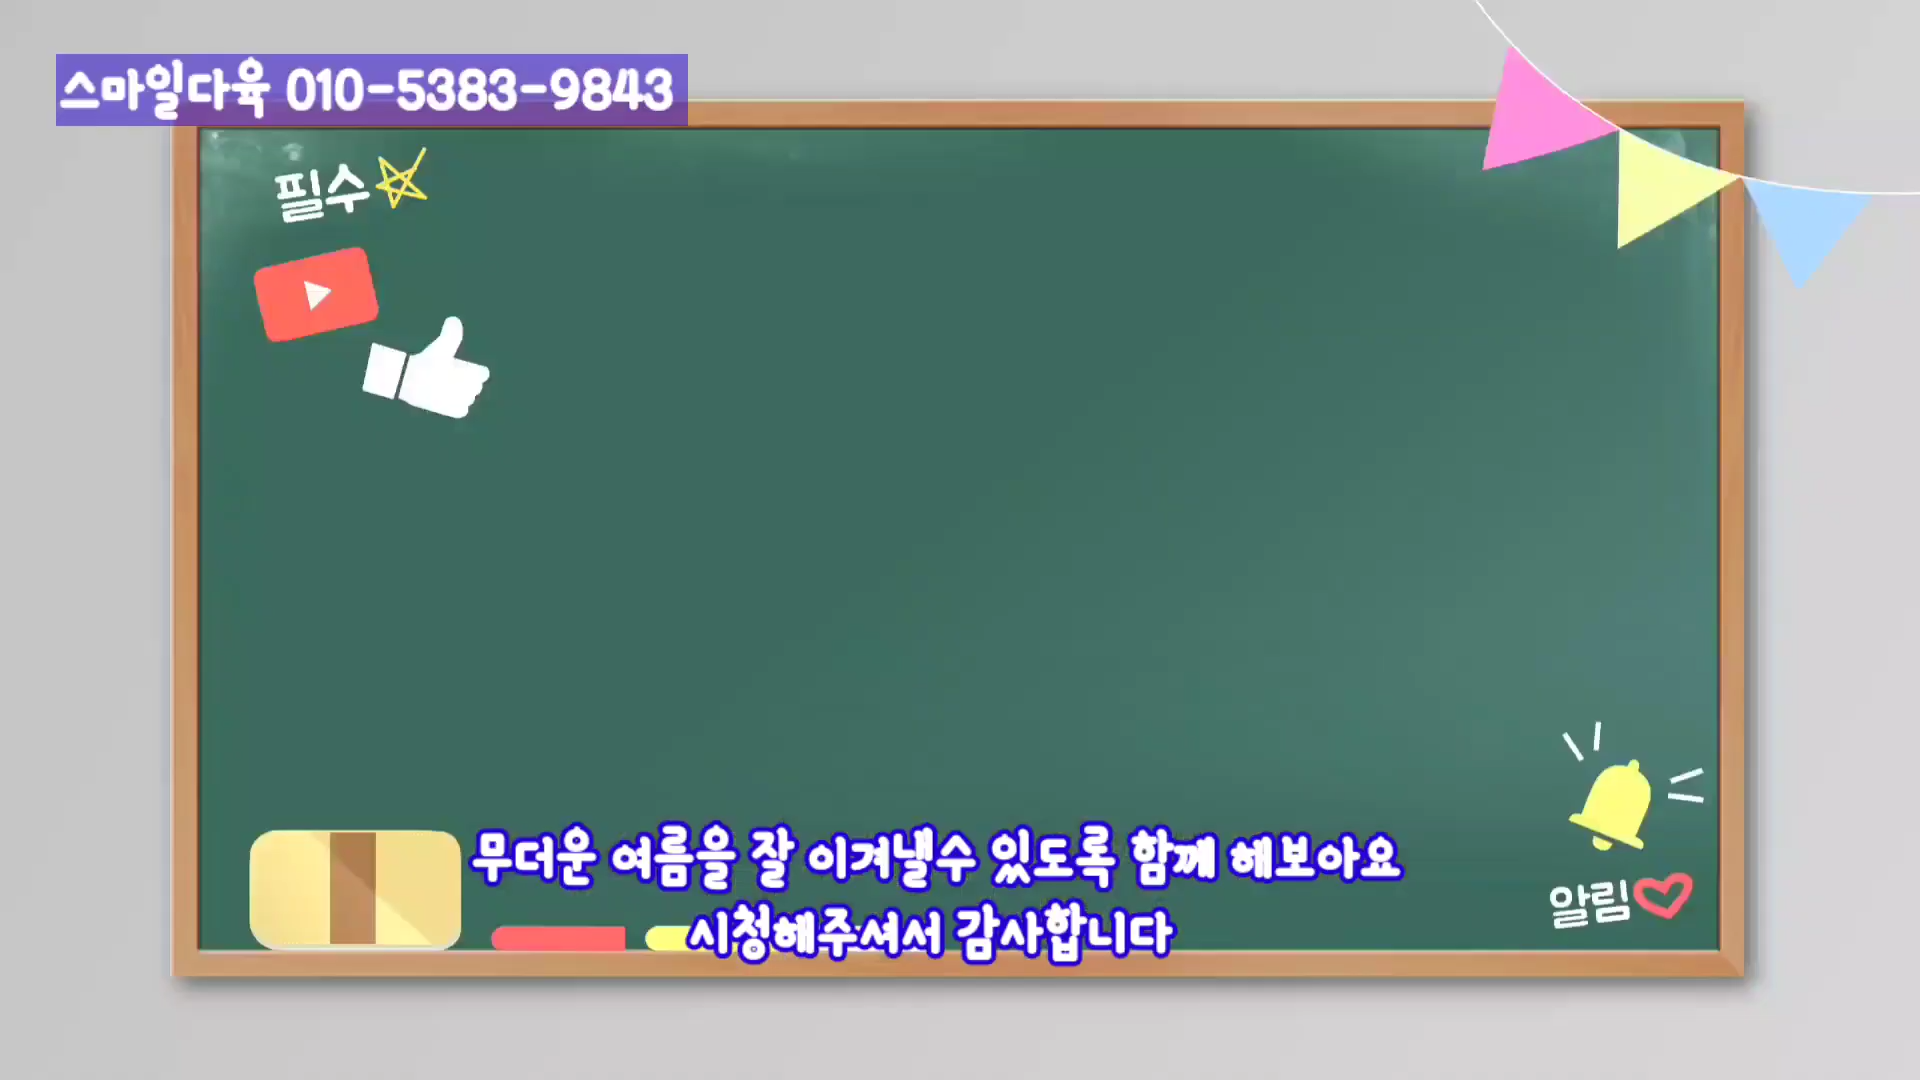 스마일다육 010-5383-9843
필수
알림
무더운 여름을 잘 이겨낼수 있도록 함께 해보아요
시청해주셔서 감사합니다